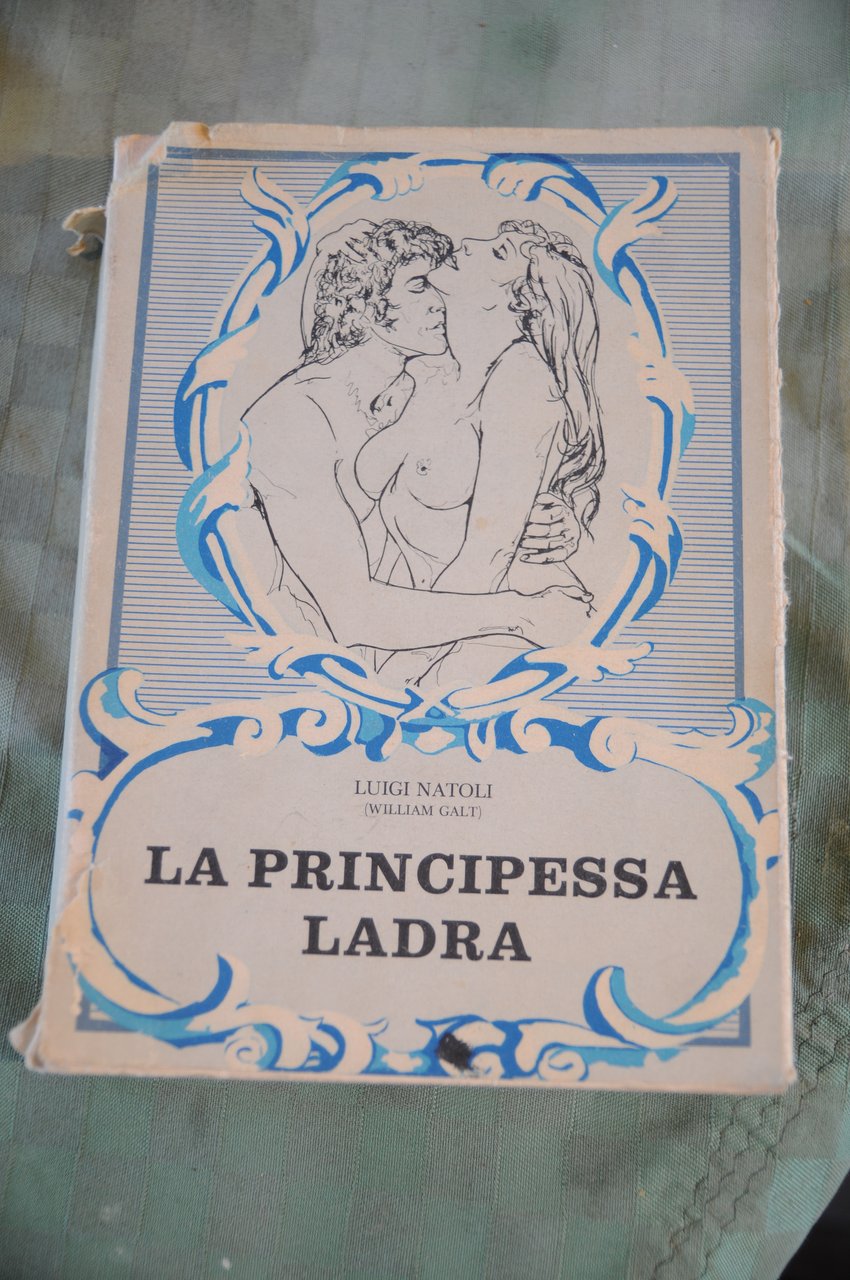 LUIGI NATOLI
(WILLIAM GALT)
LA PRINCIPESSA
LADRA